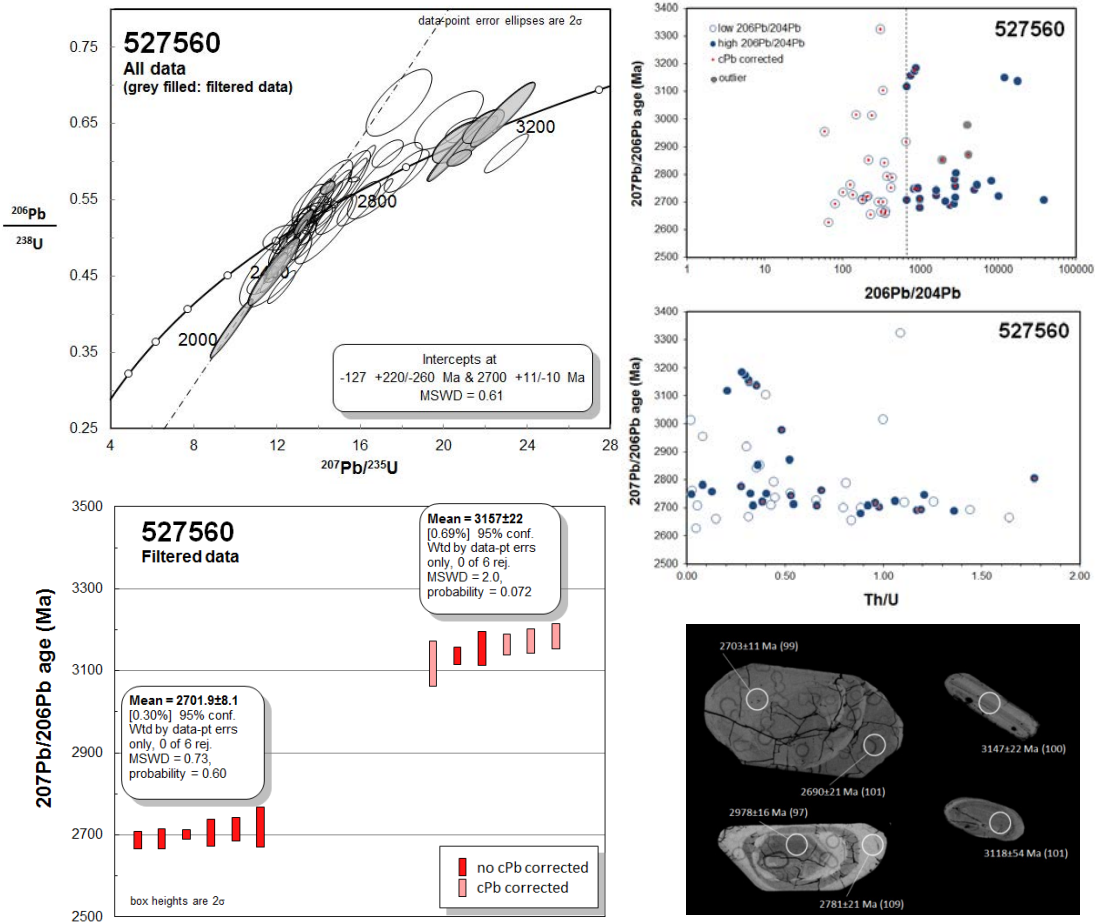 data-point error ellipses are 2σ
527560
All data
(grey filled: filtered data)
206Pb
238U
0.75
0.65
0.55
0.45
0.35
0.25
3200
2800
2000
Intercepts at
-127 +220/-260 Ma & 2700 +11/-10 Ma
MSWD = 0.61
4 8 12 16 20 24 28
207Pb/235U
527560
low 206Pb/204Pb
high 206Pb/204Pb
cPb corrected
outlier
207Pb/206Pb age (Ma)
3400
3300
3200
3100
3000
2900
2800
2700
2600
2500
1 10 100 1000 10000 100000
206Pb/204Pb
527560
207Pb/206Pb age (Ma)
3400
3300
3200
3100
3000
2900
2800
2700
2600
2500
0.00 0.50 1.00 1.50 2.00
Th/U
527560
Filtered data
207Pb/206Pb age (Ma)
3500
3300
3100
2900
2700
2500
Mean = 3157±22
[0.69%] 95% conf.
Wtd by data-pt errs
only, 0 of 6 rej.
MSWD = 2.0,
probability = 0.072
Mean = 2701.9±8.1
[0.30%] 95% conf.
Wtd by data-pt errs
only, 0 of 6 rej.
MSWD = 0.73,
probability = 0.60
box heights are 2σ
no cPb corrected
cPb corrected
2703±11 Ma (99)
3147±22 Ma (100)
2690±21 Ma (101)
2978±16 Ma (97)
3118±54 Ma (101)
2781±21 Ma (109)